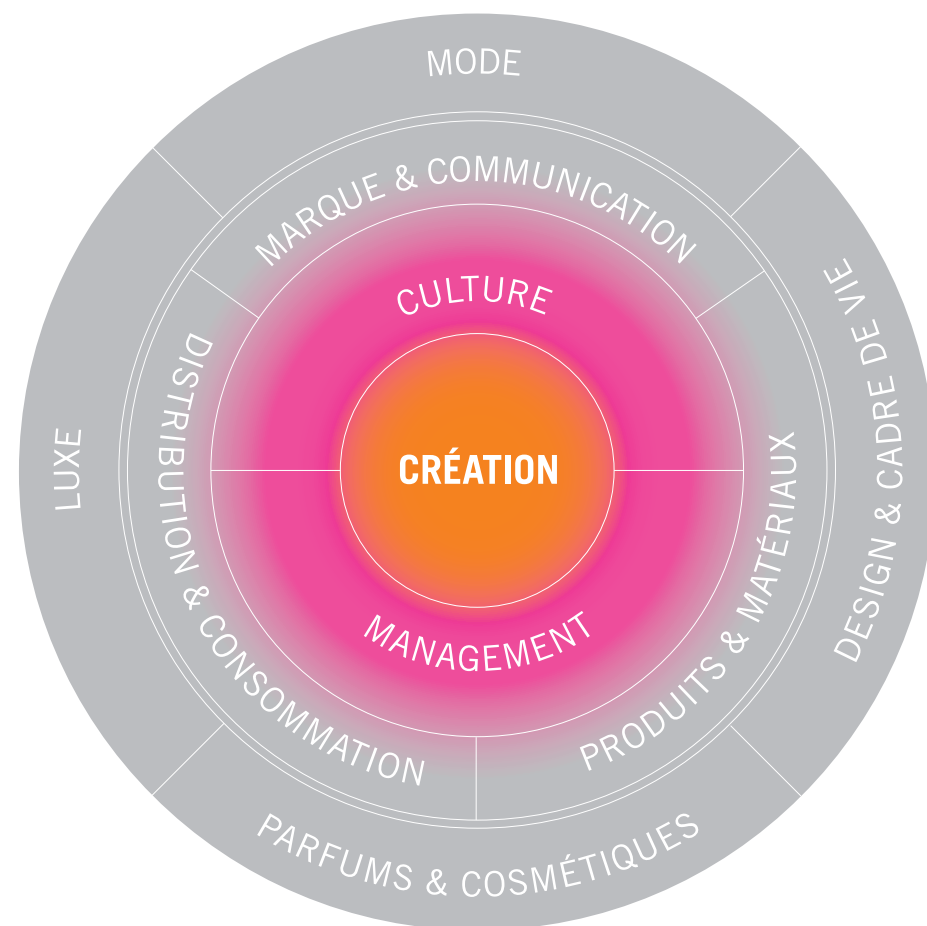 MODE
MARQUE & COMMUNICATION
CULTURE
CRÉATION
MANAGEMENT
DISTRIBUTION & CONSOMMATION
PRODUITS & MATÉRIAUX
LUXE
DESIGN & CADRE DE VIE
PARFUMS & COSMÉTIQUES